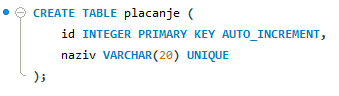 CREATE TABLE placanje (
id INTEGER PRIMARY KEY AUTO_INCREMENT,
naziv VARCHAR(20) UNIQUE
);